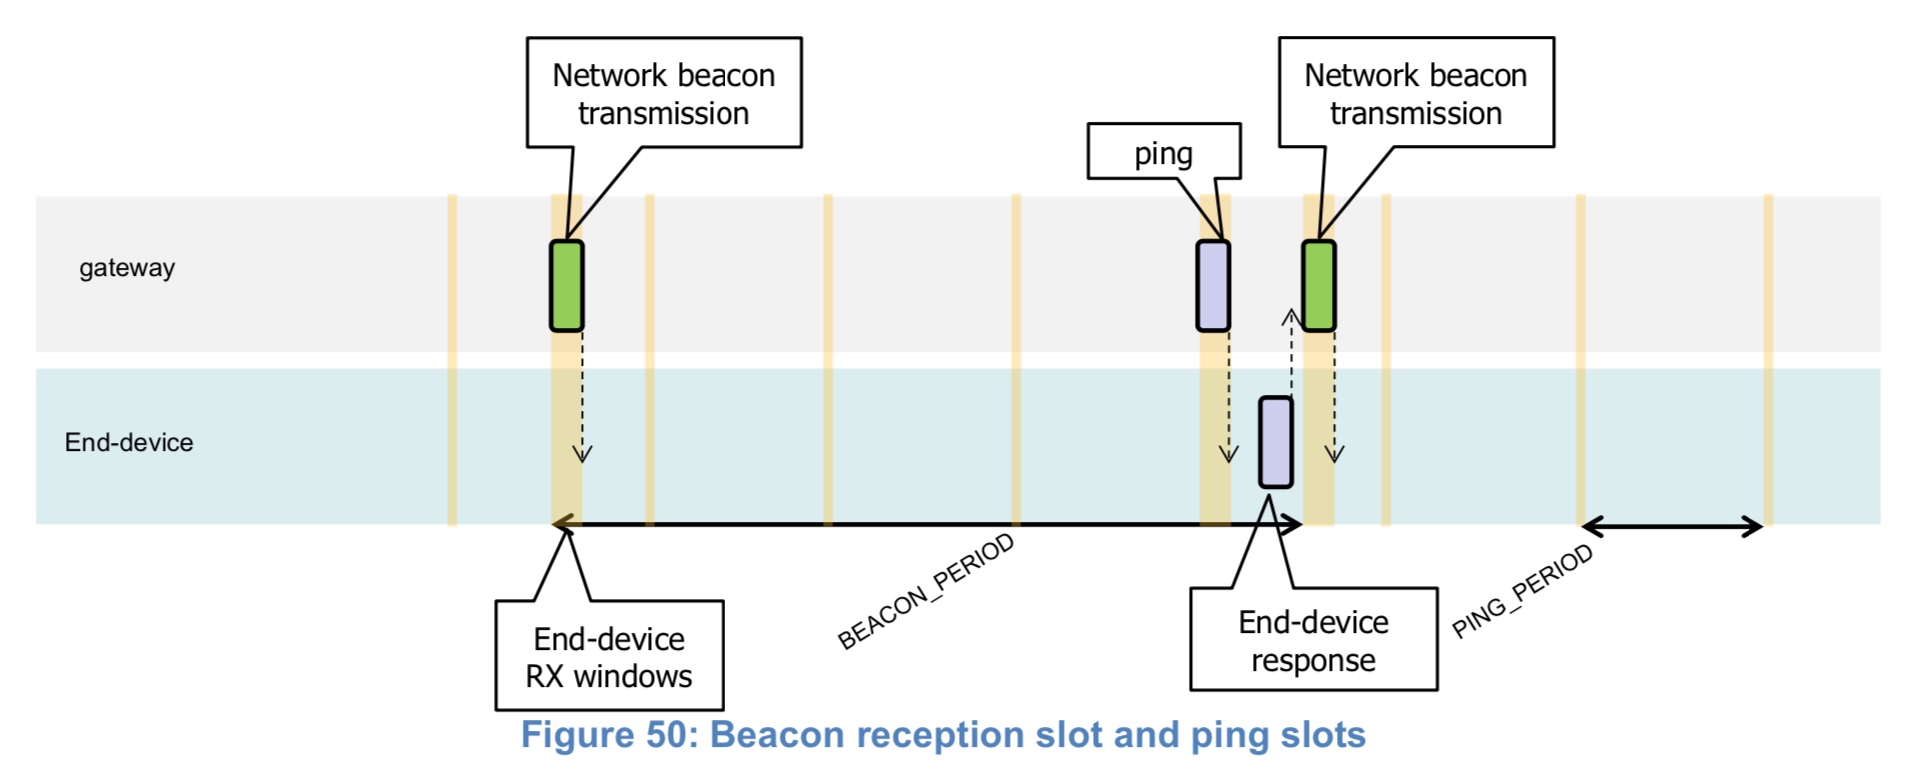 Network beacon
transmission
Network beacon
transmission
ping
gateway
End-device
BEACON_PERIOD
PING_PERIOD
End-device
RX windows
End-device
response
Figure 50: Beacon reception slot and ping slots